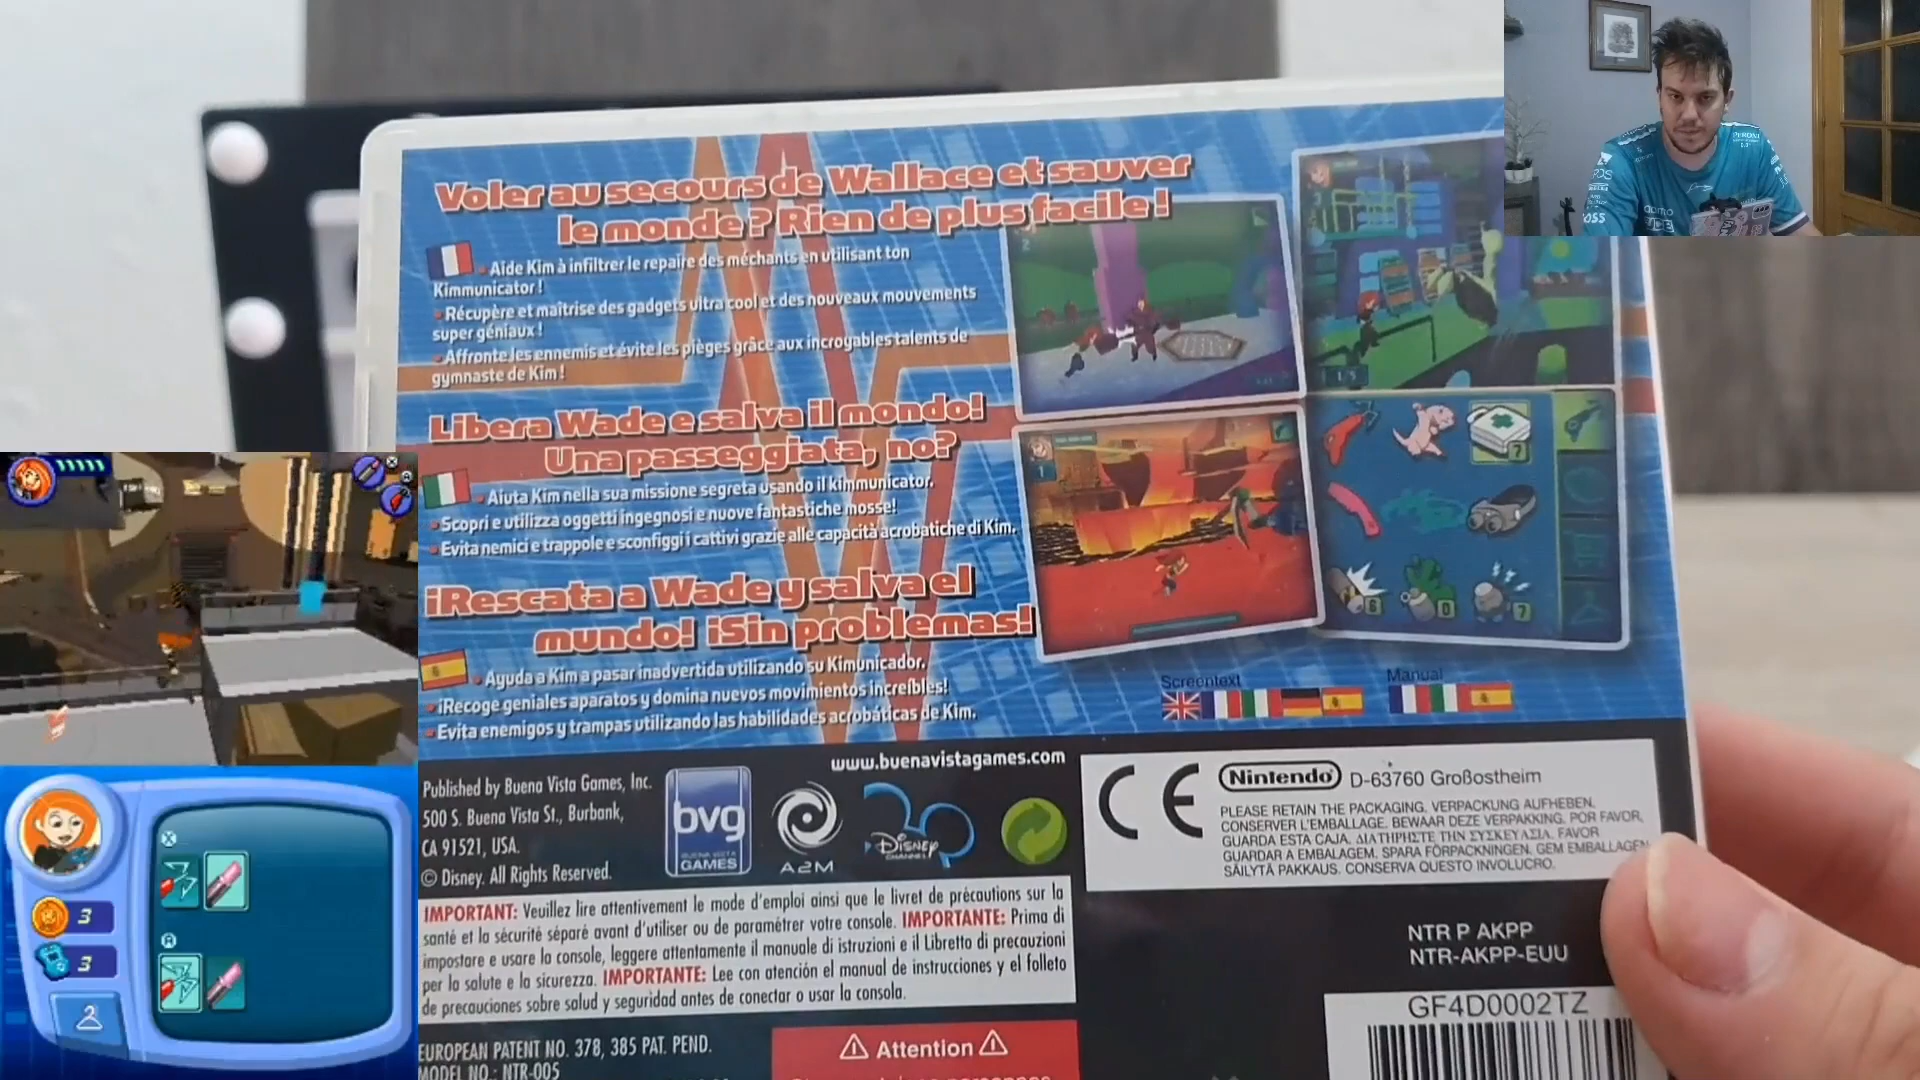 Voler au secours de Wallace et sauver
le monde ? Rien de plus facile !
Aide Kim à infiltrer le repaire des méchants en utilisant ton
Kimmunicator !
Récupère et maîtrise des gadgets ultra cool et des nouveaux mouvements
super géniaux !
Affronte les ennemis et évite les pièges grâce aux incroyables talents de
gymnaste de Kim !
Libera Wade e salva il mondo!
Una passeggiata, no?
Aiuta Kim nella sua missione segreta usando il kimmunicator.
Scopri e utilizza oggetti ingegnosi e nuove fantastiche mosse!
Evita nemici e trappole e sconfiggi i cattivi grazie alle capacità acrobatiche di Kim.
¡Rescata a Wade y salva el
mundo! ¡Sin problemas!
Ayuda a Kim a pasar inadvertida utilizando su Kimunicador.
¡Recoge geniales aparatos y domina nuevos movimientos increíbles!
Evita enemigos y trampas utilizando las habilidades acrobáticas de Kim.
Screentext
Manual
www.buenavistagames.com
Published by Buena Vista Games, Inc.
500 S. Buena Vista St., Burbank,
CA 91521, USA.
© Disney. All Rights Reserved.
bvg
BUENA VISTA
GAMES
A2M
DISNEY
CHANNEL
CE
Nintendo D-63760 Großostheim
PLEASE RETAIN THE PACKAGING. VERPACKUNG AUFHEBEN.
CONSERVER L'EMBALLAGE. BEWAAR DEZE VERPAKKING. POR FAVOR,
GUARDA ESTA CAJA. ΔΙΑΤΗΡΗΣΤΕ ΤΗΝ ΣΥΣΚΕΥΑΣΙΑ. FAVOR
GUARDAR A EMBALAGEM. SPARA FÖRPACKNINGEN. GEM EMBALLAGEN
SÄILYTÄ PAKKAUS. CONSERVA QUESTO INVOLUCRO.
IMPORTANT: Veuillez lire attentivement le mode d'emploi ainsi que le livret de précautions sur la
santé et la sécurité séparé avant d'utiliser ou de paramétrer votre console. IMPORTANTE: Prima di
impostare e usare la console, leggere attentamente il manuale di istruzioni e il Libretto di precauzioni
per la salute e la sicurezza. IMPORTANTE: Lee con atención el manual de instrucciones y el folleto
de precauciones sobre salud y seguridad antes de conectar o usar la consola.
NTR P AKPP
NTR-AKPP-EUU
GF4D0002TZ
EUROPEAN PATENT NO. 378, 385 PAT. PEND.
MODEL NO.: NTR-005
Attention
X
3
3
A